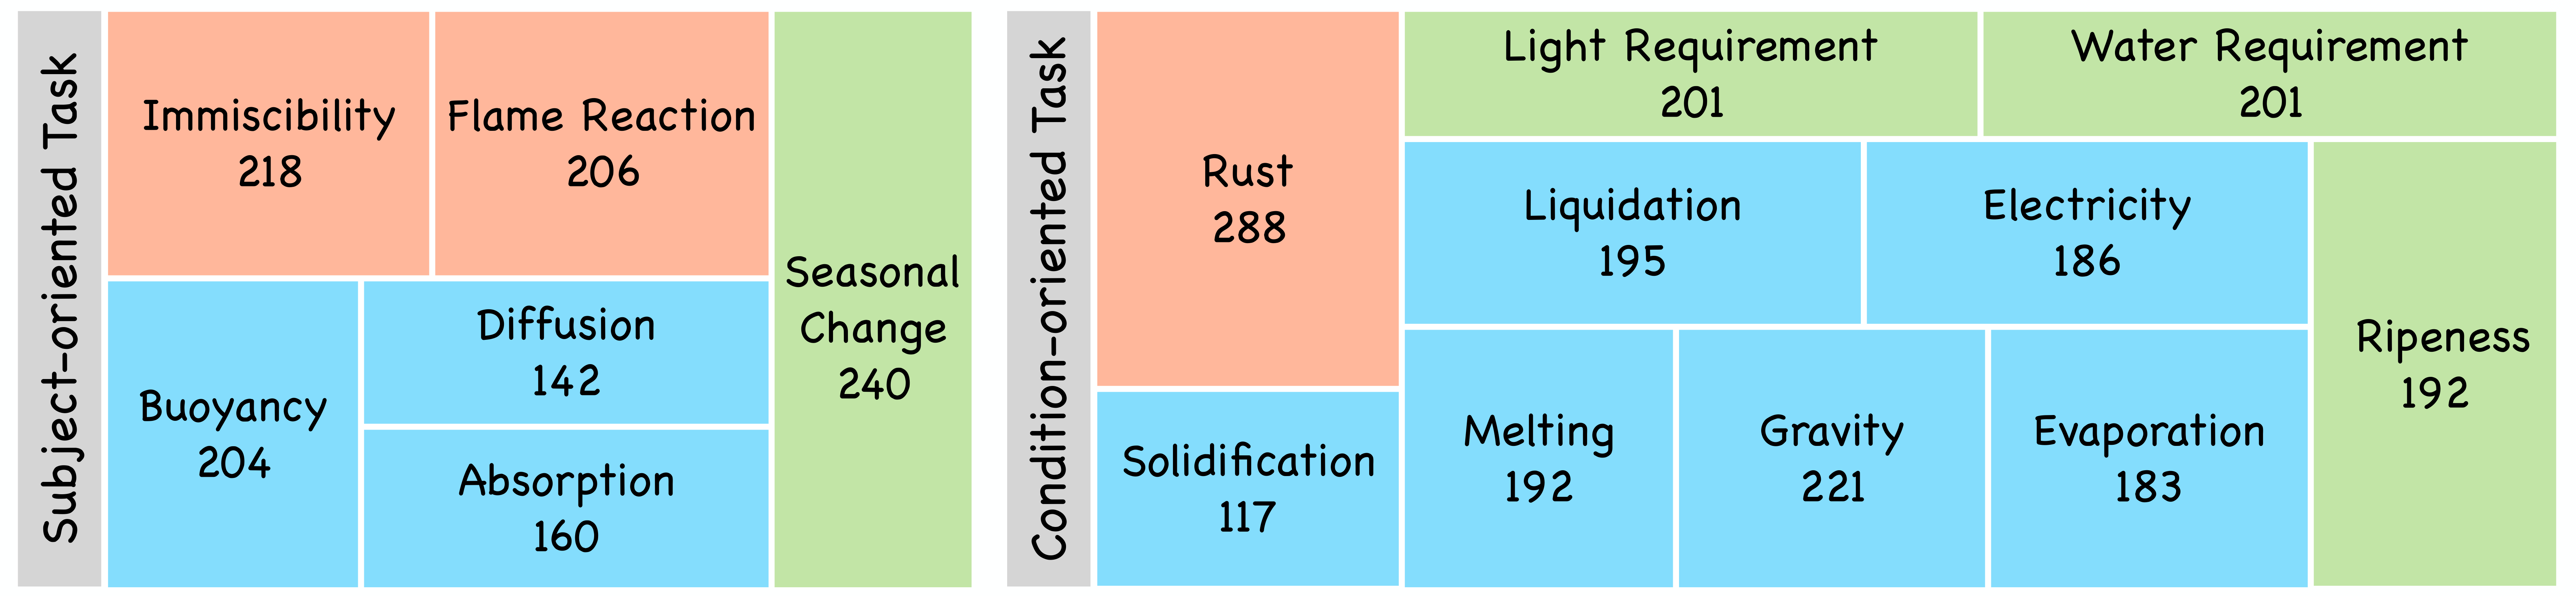 Subject-oriented Task
Immiscibility
218
Flame Reaction
206
Seasonal
Change
240
Buoyancy
204
Diffusion
142
Absorption
160
Condition-oriented Task
Rust
288
Light Requirement
201
Water Requirement
201
Liquidation
195
Electricity
186
Ripeness
192
Solidification
117
Melting
192
Gravity
221
Evaporation
183